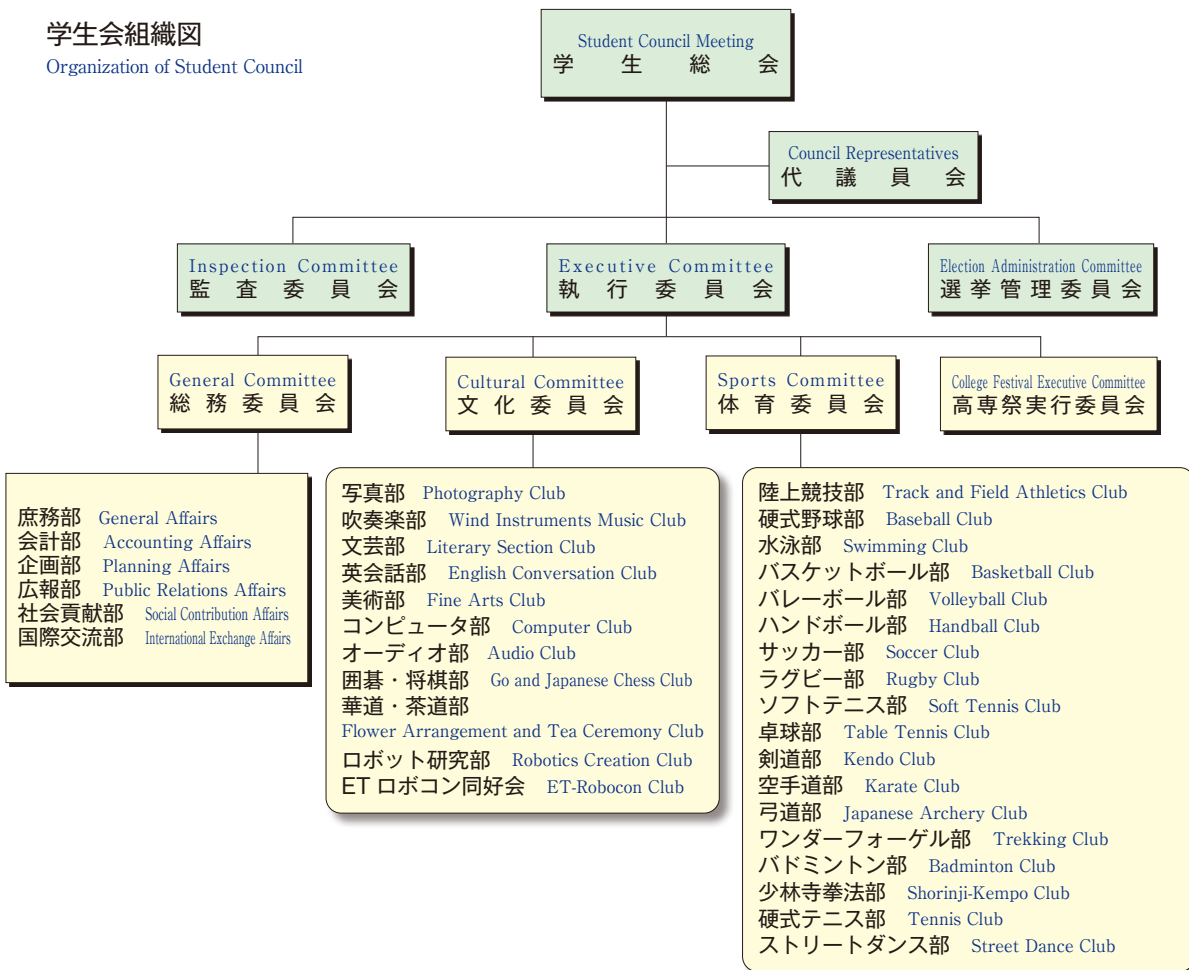 学生会組織図
Organization of Student Council
Student Council Meeting
学生総会
Council Representatives
代議員会
Inspection Committee
監査委員会
Executive Committee
執行委員会
Election Administration Committee
選挙管理委員会
General Committee
総務委員会
Cultural Committee
文化委員会
Sports Committee
体育委員会
College Festival Executive Committee
高専祭実行委員会
庶務部 General Affairs
会計部 Accounting Affairs
企画部 Planning Affairs
広報部 Public Relations Affairs
社会貢献部 Social Contribution Affairs
国際交流部 International Exchange Affairs
写真部 Photography Club
吹奏楽部 Wind Instruments Music Club
文芸部 Literary Section Club
英会話部 English Conversation Club
美術部 Fine Arts Club
コンピュータ部 Computer Club
オーディオ部 Audio Club
囲碁・将棋部 Go and Japanese Chess Club
華道・茶道部
Flower Arrangement and Tea Ceremony Club
ロボット研究部 Robotics Creation Club
ET ロボコン同好会 ET-Robocon Club
陸上競技部 Track and Field Athletics Club
硬式野球部 Baseball Club
水泳部 Swimming Club
バスケットボール部 Basketball Club
バレーボール部 Volleyball Club
ハンドボール部 Handball Club
サッカー部 Soccer Club
ラグビー部 Rugby Club
ソフトテニス部 Soft Tennis Club
卓球部 Table Tennis Club
剣道部 Kendo Club
空手道部 Karate Club
弓道部 Japanese Archery Club
ワンダーフォーゲル部 Trekking Club
バドミントン部 Badminton Club
少林寺拳法部 Shorinji-Kempo Club
硬式テニス部 Tennis Club
ストリートダンス部 Street Dance Club